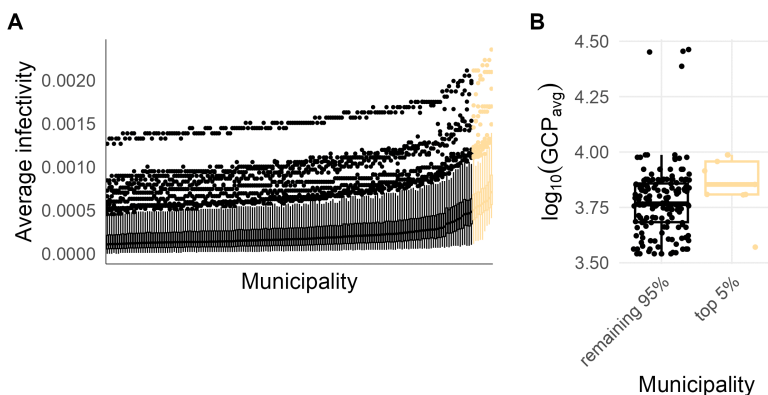 A
Average infectivity
0.0020
0.0015
0.0010
0.0005
0.0000
Municipality
B
log10(GCPavg)
4.50
4.25
4.00
3.75
3.50
remaining 95%
top 5%
Municipality